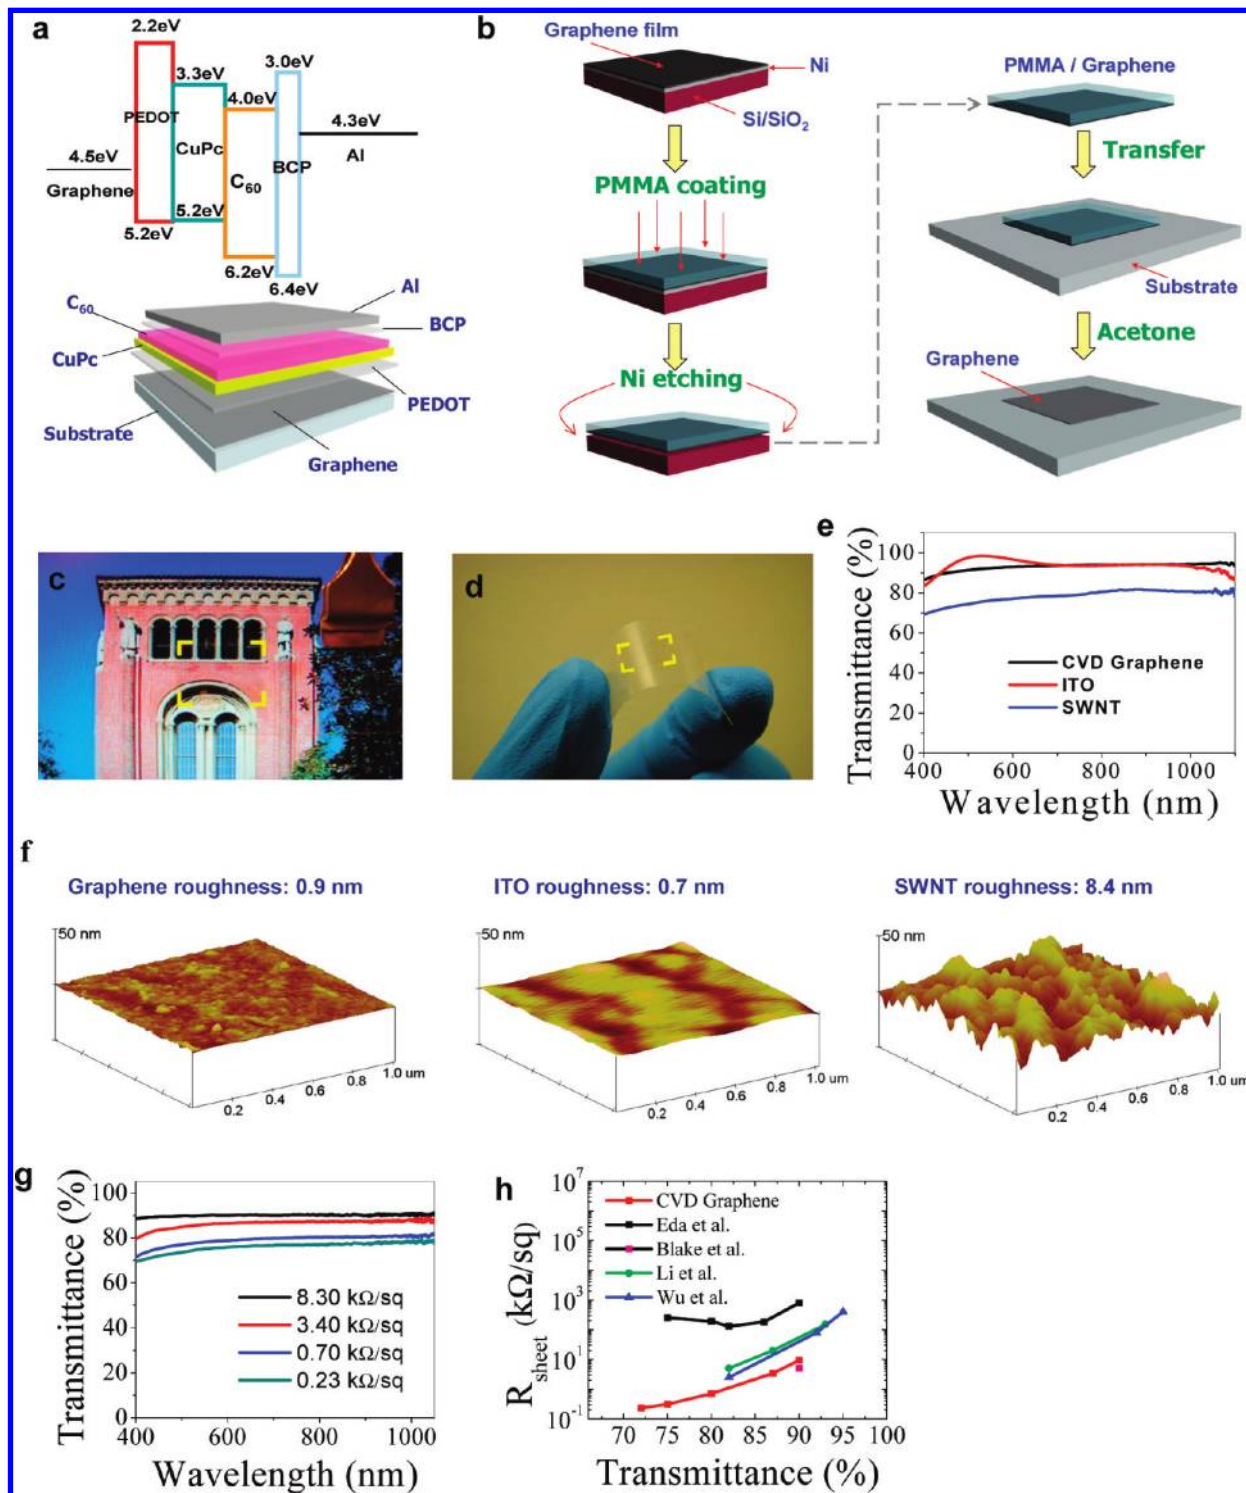 a
2.2eV
3.3eV
4.0eV
3.0eV
PEDOT
4.3eV
CuPc
4.5eV
BCP
Al
Graphene
C60
5.2eV
5.2eV
6.2eV
6.4eV
C60
Al
BCP
CuPc
PEDOT
Substrate
Graphene
b
Graphene film
Ni
Si/SiO2
PMMA coating
Ni etching
PMMA / Graphene
Transfer
Substrate
Acetone
Graphene
c
d
e
Transmittance (%)
100
80
60
40
20
0
CVD Graphene
ITO
SWNT
400 600 800 1000
Wavelength (nm)
f
Graphene roughness: 0.9 nm
50 nm
0.2 0.4 0.6 0.8 1.0 um
ITO roughness: 0.7 nm
50 nm
0.2 0.4 0.6 0.8 1.0 um
SWNT roughness: 8.4 nm
50 nm
0.2 0.4 0.6 0.8 1.0 um
g
Transmittance (%)
100
80
60
40
20
0
8.30 kΩ/sq
3.40 kΩ/sq
0.70 kΩ/sq
0.23 kΩ/sq
400 600 800 1000
Wavelength (nm)
h
Rsheet (kΩ/sq)
10^7
10^5
10^3
10^1
10^-1
CVD Graphene
Eda et al.
Blake et al.
Li et al.
Wu et al.
70 75 80 85 90 95 100
Transmittance (%)